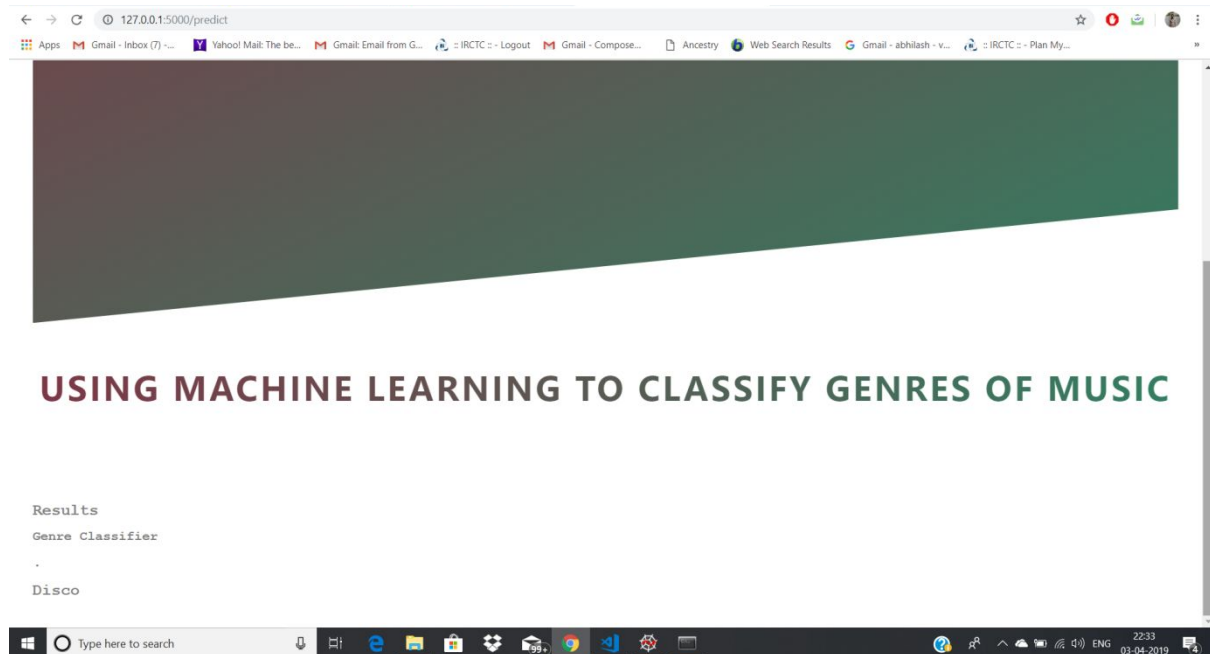 127.0.0.1:5000/predict
Apps Gmail - Inbox (7) -... Yahoo! Mail: The be... Gmail: Email from G... :: IRCTC :: - Logout Gmail - Compose... Ancestry Web Search Results Gmail - abhilash - v... :: IRCTC :: - Plan My... »
USING MACHINE LEARNING TO CLASSIFY GENRES OF MUSIC
Results
Genre Classifier
.
Disco
Type here to search 99+ ENG 22:33
03-04-2019 4